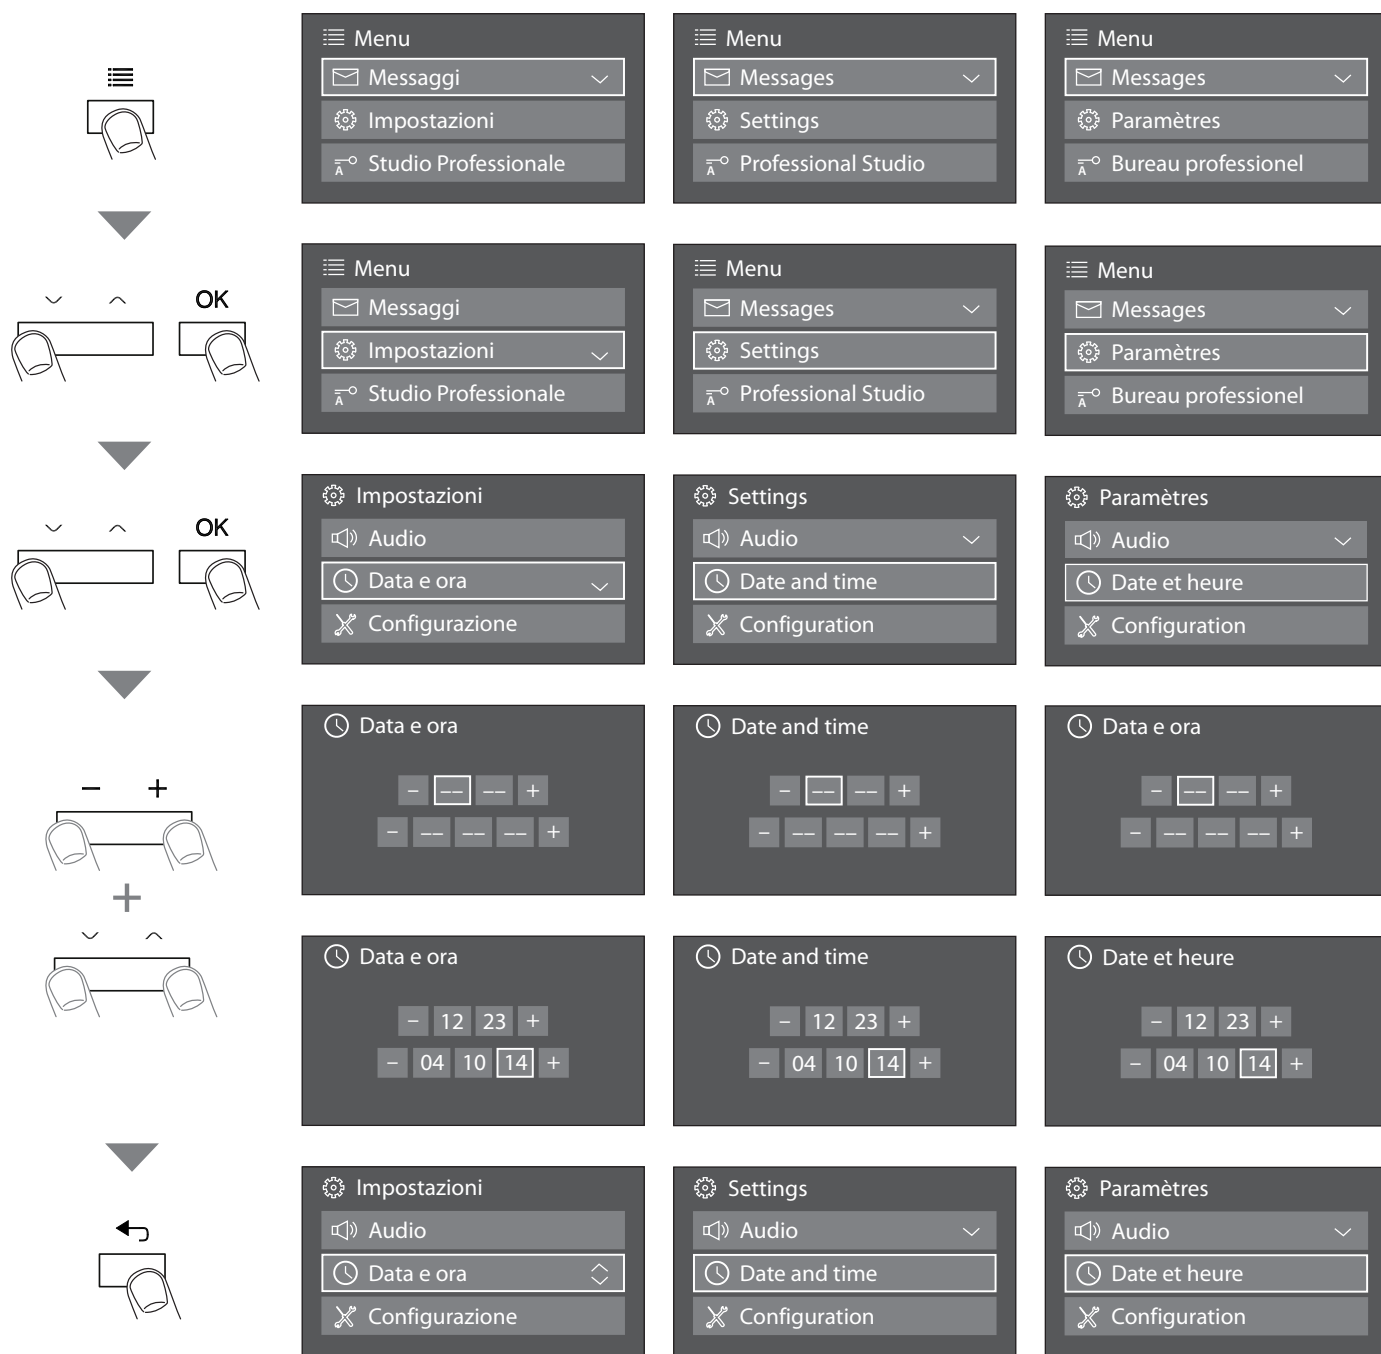 Menu
Messaggi
Impostazioni
A Studio Professionale
Menu
Messages
Settings
A Professional Studio
Menu
Messages
Paramètres
A Bureau professionel
OK
Menu
Messaggi
Impostazioni
A Studio Professionale
Menu
Messages
Settings
A Professional Studio
Menu
Messages
Paramètres
A Bureau professionel
OK
Impostazioni
Audio
Data e ora
Configurazione
Settings
Audio
Date and time
Configuration
Paramètres
Audio
Date et heure
Configuration
− +
+
Data e ora
− –– –– +
− –– –– –– +
Date and time
− –– –– +
− –– –– –– +
Data e ora
− –– –– +
− –– –– –– +
Data e ora
− 12 23 +
− 04 10 14 +
Date and time
− 12 23 +
− 04 10 14 +
Date et heure
− 12 23 +
− 04 10 14 +
Impostazioni
Audio
Data e ora
Configurazione
Settings
Audio
Date and time
Configuration
Paramètres
Audio
Date et heure
Configuration